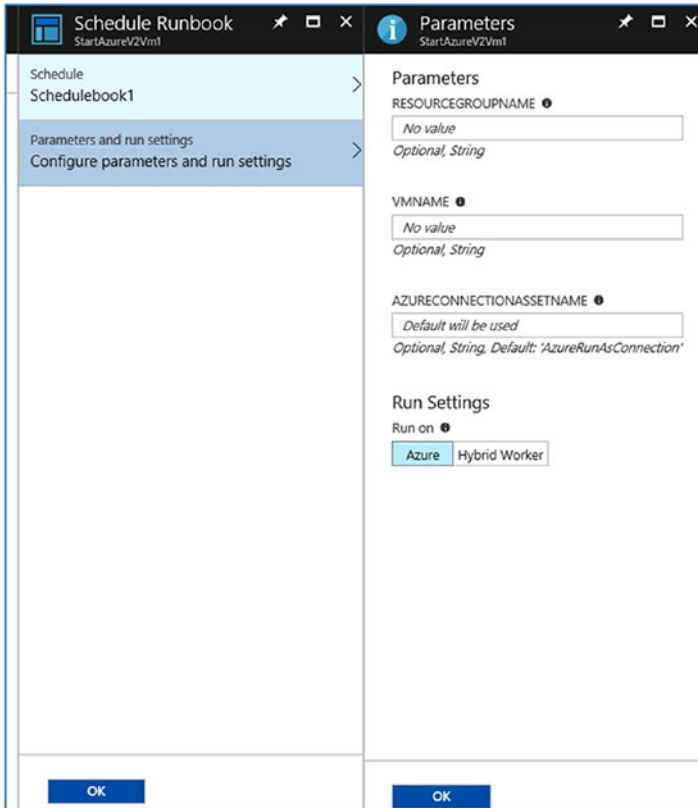 Schedule Runbook
StartAzureV2Vm1
Schedule
Schedulebook1
Parameters and run settings
Configure parameters and run settings
OK
Parameters
StartAzureV2Vm1
Parameters
RESOURCEGROUPNAME
No value
Optional, String
VMNAME
No value
Optional, String
AZURECONNECTIONASSETNAME
Default will be used
Optional, String, Default: 'AzureRunAsConnection'
Run Settings
Run on
Azure Hybrid Worker
OK